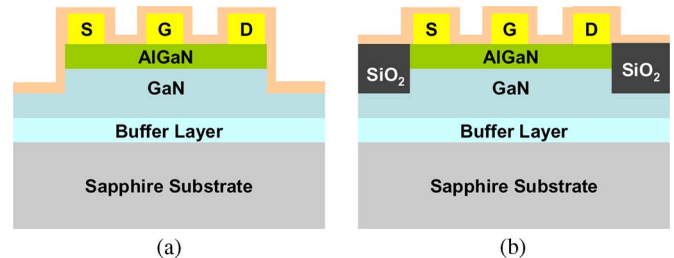 S G D
AlGaN
GaN
Buffer Layer
Sapphire Substrate
(a)
S G D
AlGaN
SiO₂ GaN SiO₂
Buffer Layer
Sapphire Substrate
(b)